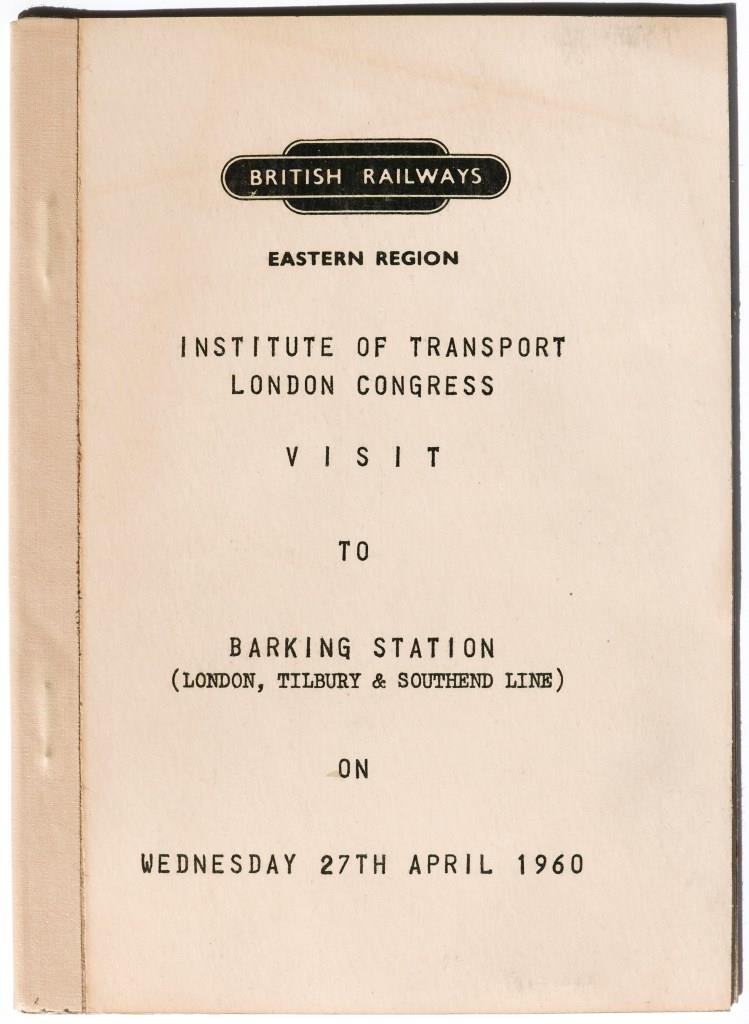 BRITISH RAILWAYS
EASTERN REGION
INSTITUTE OF TRANSPORT
LONDON CONGRESS
VISIT
TO
BARKING STATION
(LONDON, TILBURY & SOUTHEND LINE)
ON
WEDNESDAY 27TH APRIL 1960